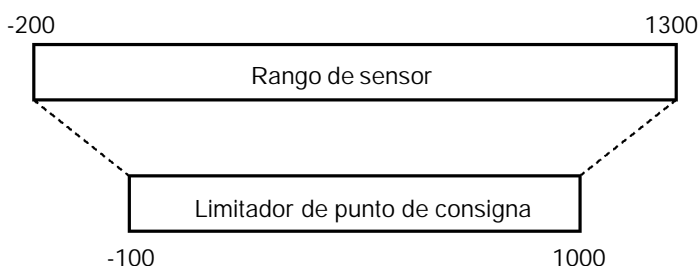 -200 1300
Rango de sensor
Limitador de punto de consigna
-100 1000